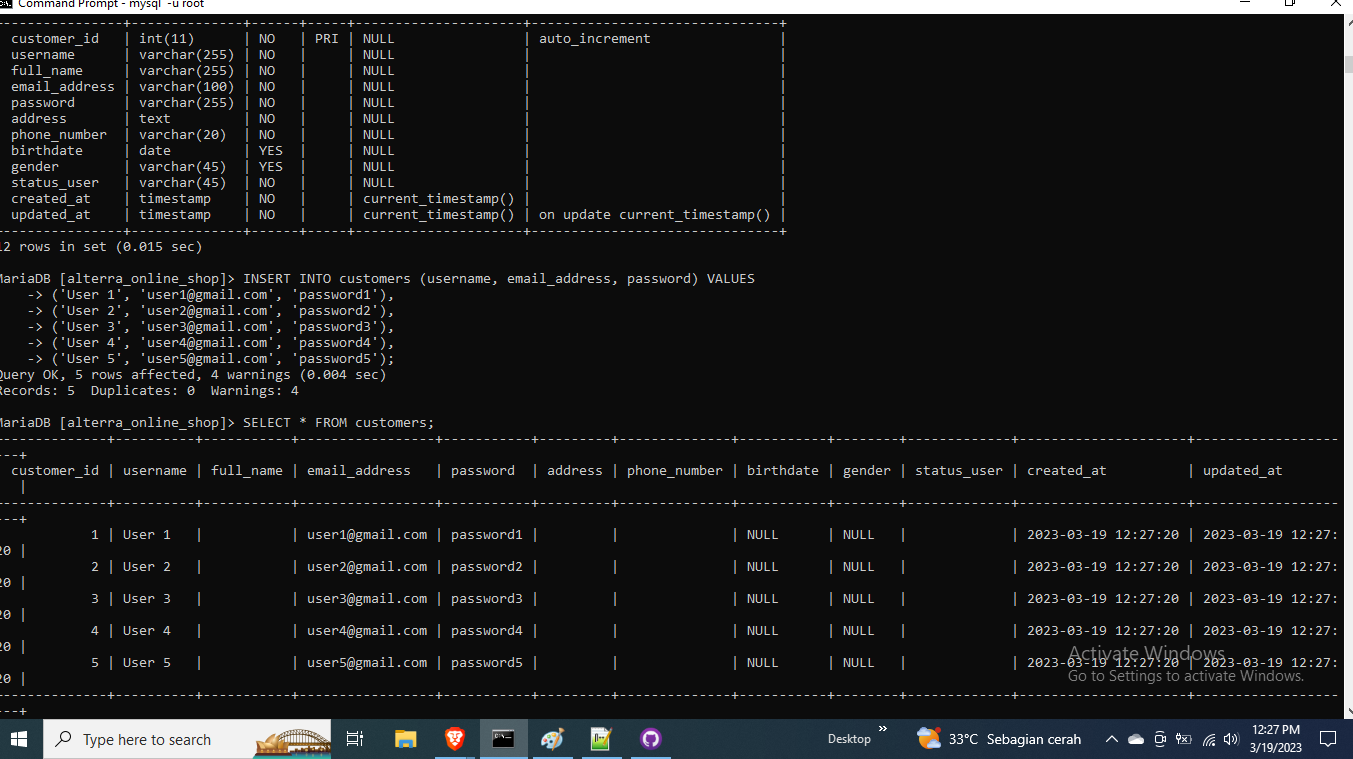 Command Prompt - mysql -u root
customer_id | int(11) | NO | PRI | NULL | auto_increment |
username | varchar(255) | NO | | NULL | |
full_name | varchar(255) | NO | | NULL | |
email_address | varchar(100) | NO | | NULL | |
password | varchar(255) | NO | | NULL | |
address | text | NO | | NULL | |
phone_number | varchar(20) | NO | | NULL | |
birthdate | date | YES | | NULL | |
gender | varchar(45) | YES | | NULL | |
status_user | varchar(45) | NO | | NULL | |
created_at | timestamp | NO | | current_timestamp() | |
updated_at | timestamp | NO | | current_timestamp() | on update current_timestamp() |
12 rows in set (0.015 sec)
MariaDB [alterra_online_shop]> INSERT INTO customers (username, email_address, password) VALUES
-> ('User 1', 'user1@gmail.com', 'password1'),
-> ('User 2', 'user2@gmail.com', 'password2'),
-> ('User 3', 'user3@gmail.com', 'password3'),
-> ('User 4', 'user4@gmail.com', 'password4'),
-> ('User 5', 'user5@gmail.com', 'password5');
Query OK, 5 rows affected, 4 warnings (0.004 sec)
Records: 5 Duplicates: 0 Warnings: 4
MariaDB [alterra_online_shop]> SELECT * FROM customers;
customer_id | username | full_name | email_address | password | address | phone_number | birthdate | gender | status_user | created_at | updated_at
|
1 | User 1 | | user1@gmail.com | password1 | | | NULL | NULL | | 2023-03-19 12:27:20 | 2023-03-19 12:27:
20 |
2 | User 2 | | user2@gmail.com | password2 | | | NULL | NULL | | 2023-03-19 12:27:20 | 2023-03-19 12:27:
20 |
3 | User 3 | | user3@gmail.com | password3 | | | NULL | NULL | | 2023-03-19 12:27:20 | 2023-03-19 12:27:
20 |
4 | User 4 | | user4@gmail.com | password4 | | | NULL | NULL | | 2023-03-19 12:27:20 | 2023-03-19 12:27:
20 |
5 | User 5 | | user5@gmail.com | password5 | | | NULL | NULL | | 2023-03-19 12:27:20 | 2023-03-19 12:27:
20 |
Activate Windows
Go to Settings to activate Windows.
Type here to search
Desktop
33°C Sebagian cerah
12:27 PM
3/19/2023